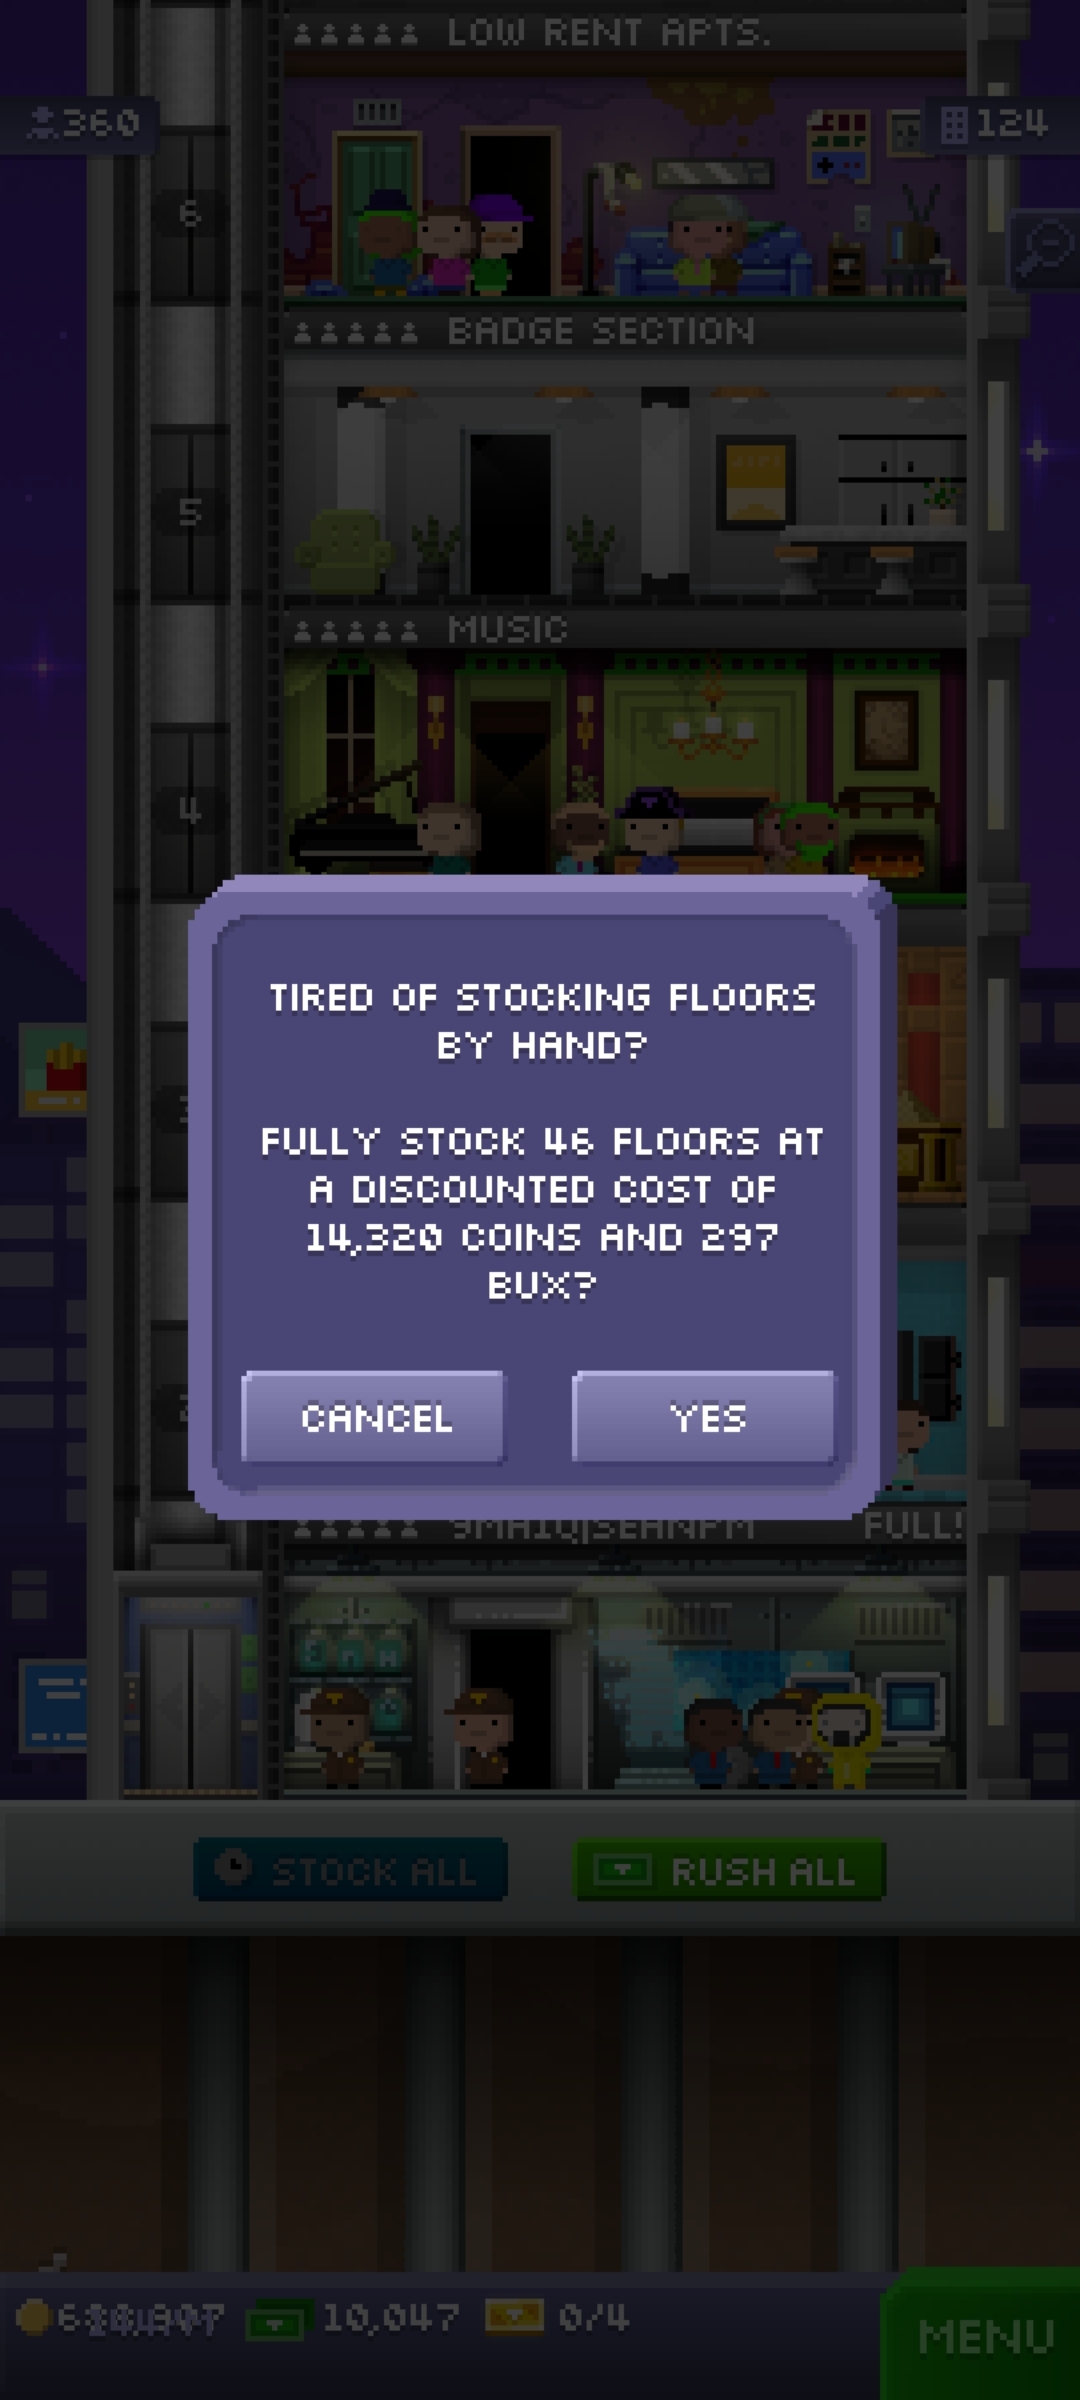 LOW RENT APTS.
360
124
6
BADGE SECTION
5
MUSIC
4
TIRED OF STOCKING FLOORS
BY HAND?
FULLY STOCK 46 FLOORS AT
A DISCOUNTED COST OF
14,320 COINS AND 297
BUX?
CANCEL
YES
FULL!
STOCK ALL
RUSH ALL
10,047
0/4
MENU